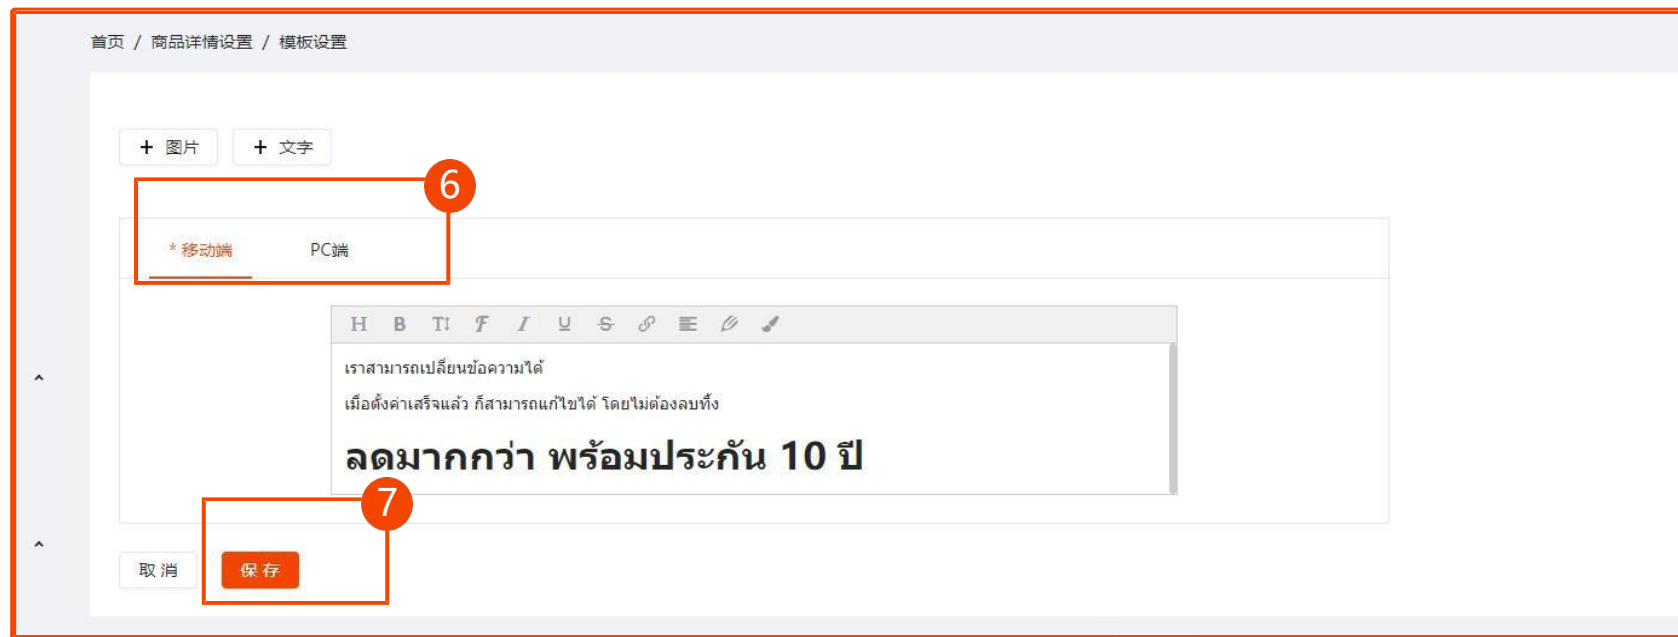 首页 / 商品详情设置 / 模板设置
+ 图片 + 文字
6
* 移动端 PC端
H B T↕ F I U S
เราสามารถเปลี่ยนข้อความได้
เมื่อตั้งค่าเสร็จแล้ว ก็สามารถแก้ไขได้ โดยไม่ต้องลบทิ้ง
ลดมากกว่า พร้อมประกัน 10 ปี
7
取 消 保 存